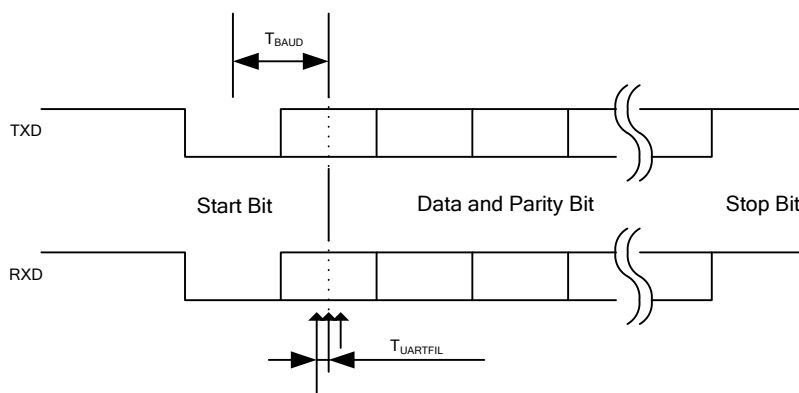 TBAUD
TXD
Start Bit
Data and Parity Bit
Stop Bit
RXD
TUARTFIL